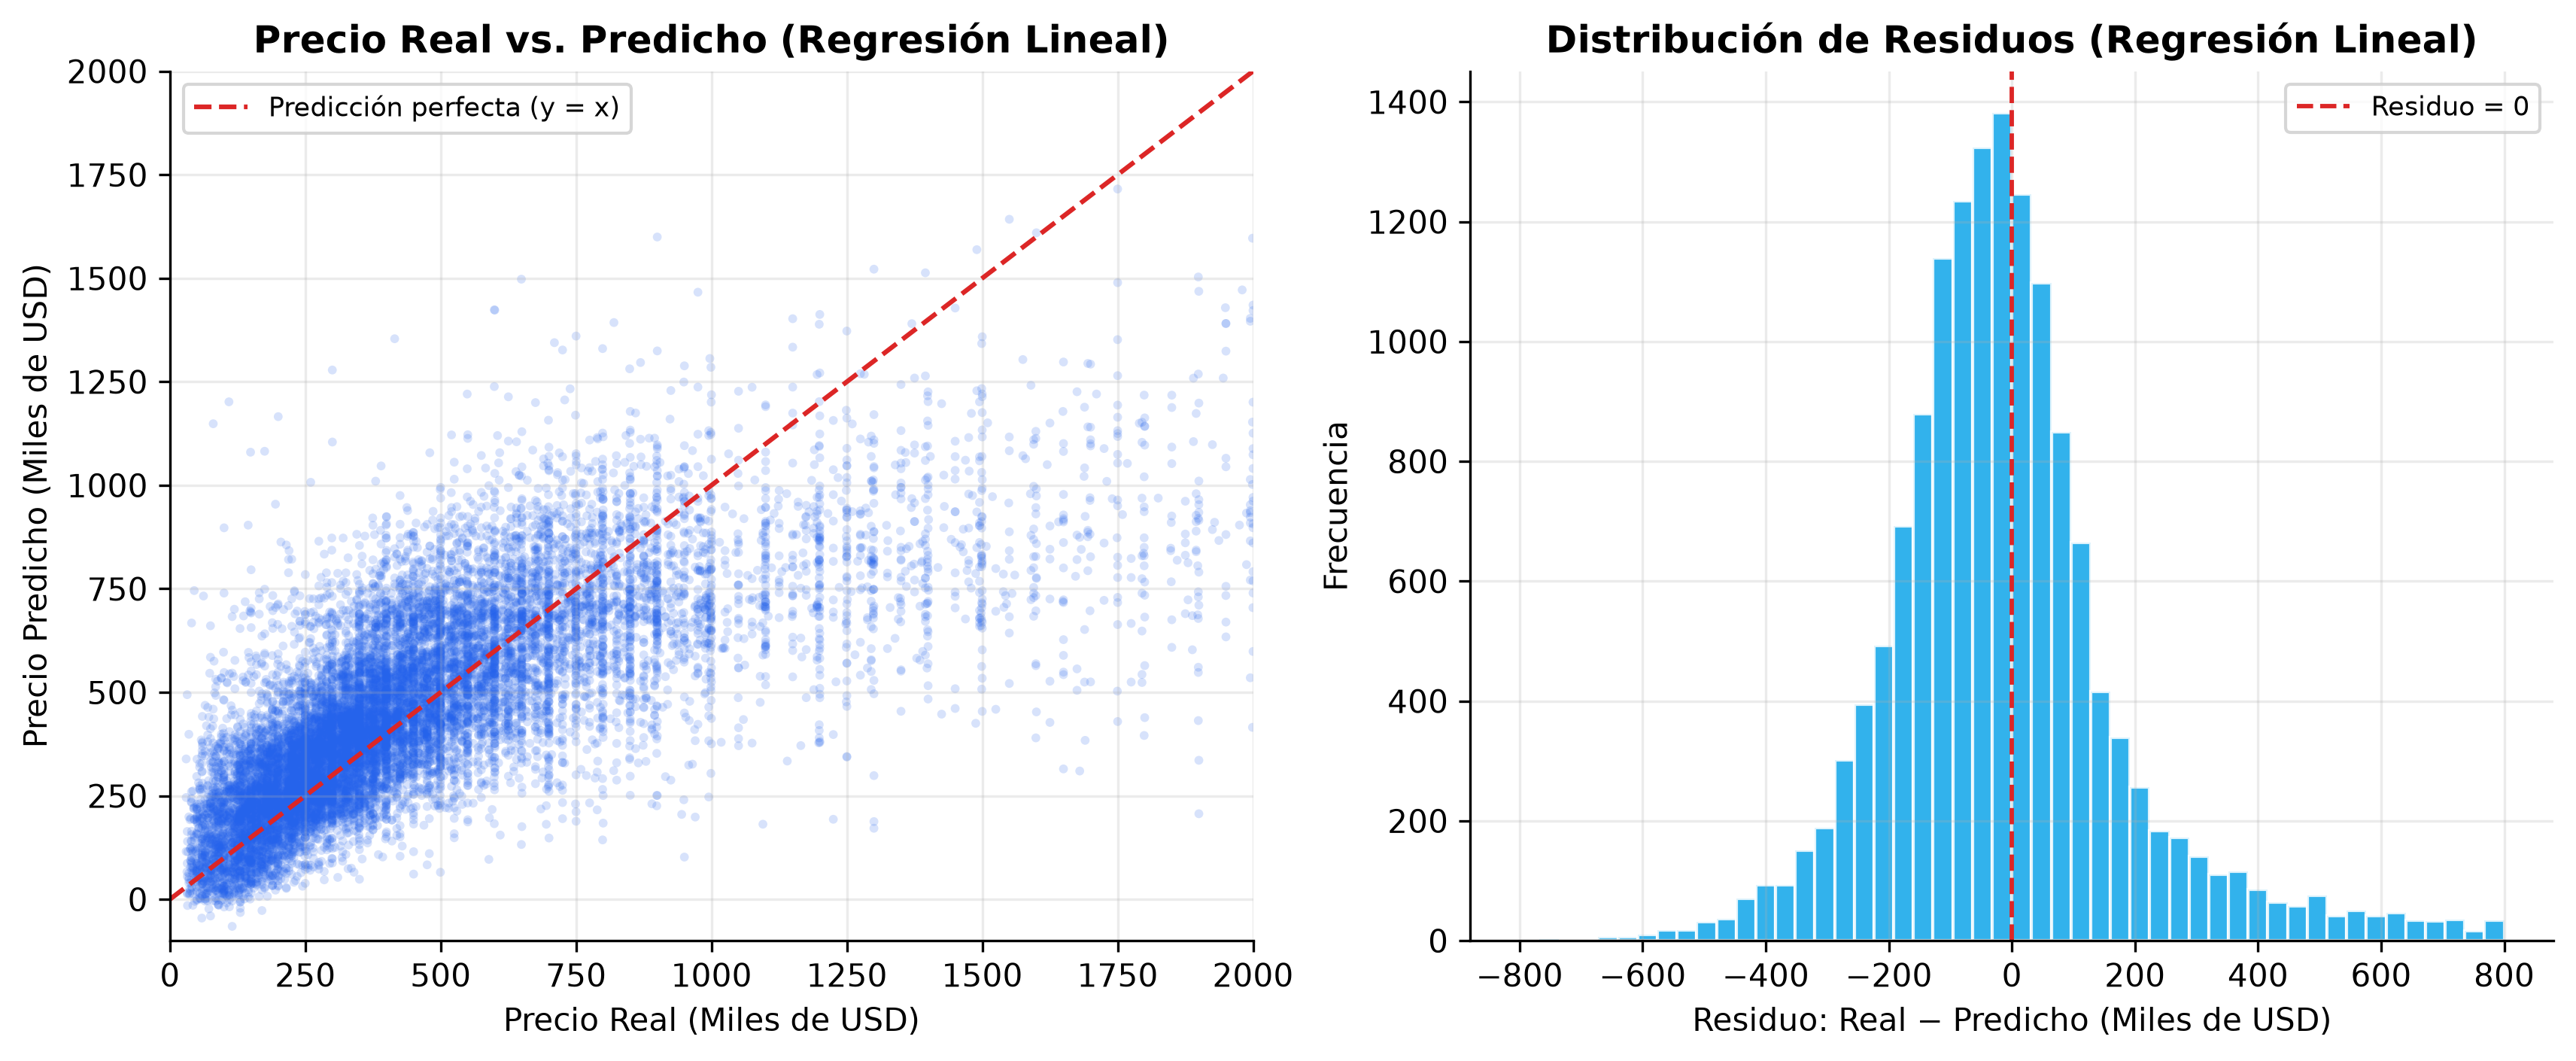 Precio Real vs. Predicho (Regresión Lineal)
Predicción perfecta (y = x)
Precio Predicho (Miles de USD)
2000
1750
1500
1250
1000
750
500
250
0
0 250 500 750 1000 1250 1500 1750 2000
Precio Real (Miles de USD)
Distribución de Residuos (Regresión Lineal)
Residuo = 0
Frecuencia
1400
1200
1000
800
600
400
200
0
−800 −600 −400 −200 0 200 400 600 800
Residuo: Real − Predicho (Miles de USD)